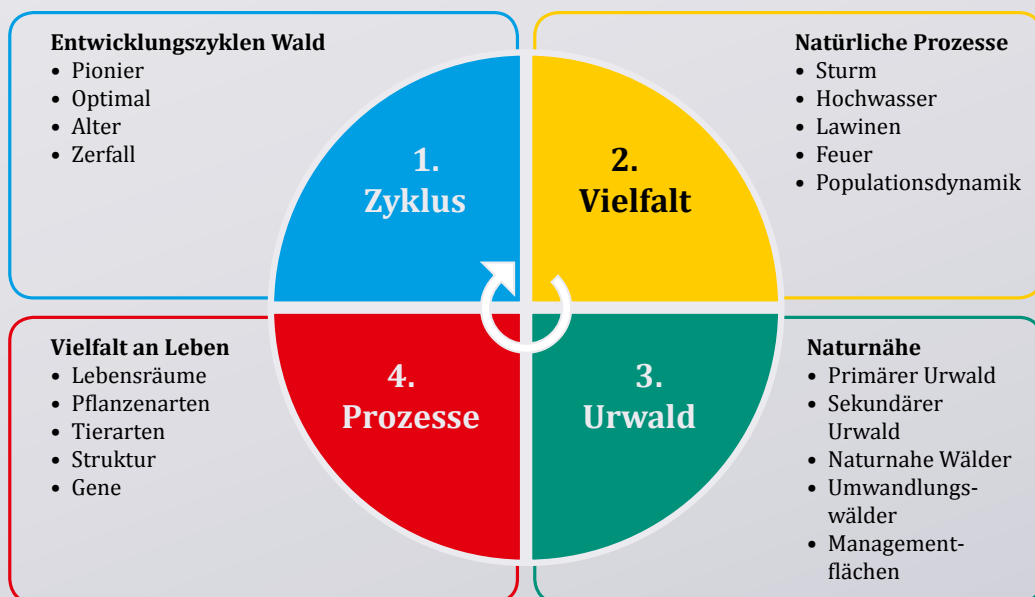 Entwicklungszyklen Wald
• Pionier
• Optimal
• Alter
• Zerfall
1.
Zyklus
2.
Vielfalt
Natürliche Prozesse
• Sturm
• Hochwasser
• Lawinen
• Feuer
• Populationsdynamik
Vielfalt an Leben
• Lebensräume
• Pflanzenarten
• Tierarten
• Struktur
• Gene
4.
Prozesse
3.
Urwald
Naturnähe
• Primärer Urwald
• Sekundärer
Urwald
• Naturnahe Wälder
• Umwandlungs-
wälder
• Management-
flächen